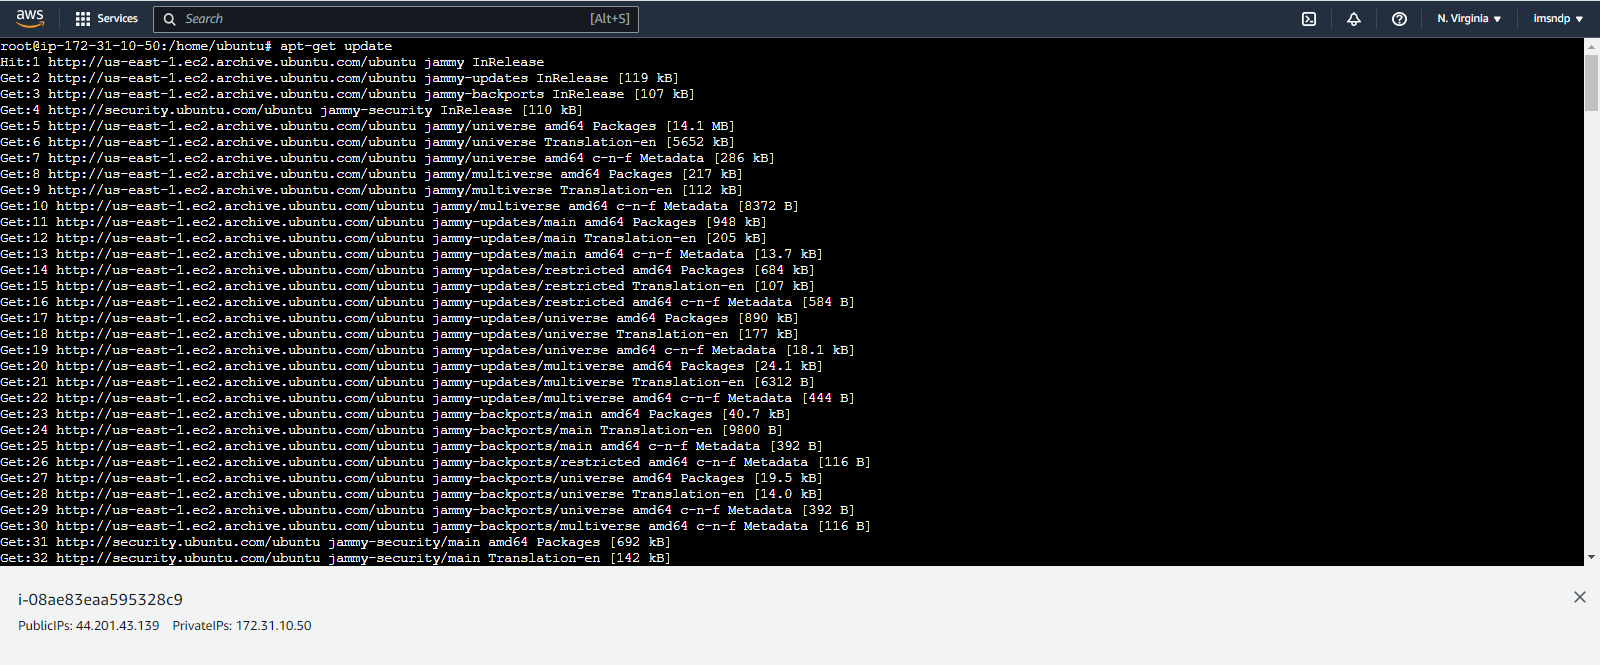 aws Services Search [Alt+S] N. Virginia imsndp
root@ip-172-31-10-50:/home/ubuntu# apt-get update
Hit:1 http://us-east-1.ec2.archive.ubuntu.com/ubuntu jammy InRelease
Get:2 http://us-east-1.ec2.archive.ubuntu.com/ubuntu jammy-updates InRelease [119 kB]
Get:3 http://us-east-1.ec2.archive.ubuntu.com/ubuntu jammy-backports InRelease [107 kB]
Get:4 http://security.ubuntu.com/ubuntu jammy-security InRelease [110 kB]
Get:5 http://us-east-1.ec2.archive.ubuntu.com/ubuntu jammy/universe amd64 Packages [14.1 MB]
Get:6 http://us-east-1.ec2.archive.ubuntu.com/ubuntu jammy/universe Translation-en [5652 kB]
Get:7 http://us-east-1.ec2.archive.ubuntu.com/ubuntu jammy/universe amd64 c-n-f Metadata [286 kB]
Get:8 http://us-east-1.ec2.archive.ubuntu.com/ubuntu jammy/multiverse amd64 Packages [217 kB]
Get:9 http://us-east-1.ec2.archive.ubuntu.com/ubuntu jammy/multiverse Translation-en [112 kB]
Get:10 http://us-east-1.ec2.archive.ubuntu.com/ubuntu jammy/multiverse amd64 c-n-f Metadata [8372 B]
Get:11 http://us-east-1.ec2.archive.ubuntu.com/ubuntu jammy-updates/main amd64 Packages [948 kB]
Get:12 http://us-east-1.ec2.archive.ubuntu.com/ubuntu jammy-updates/main Translation-en [205 kB]
Get:13 http://us-east-1.ec2.archive.ubuntu.com/ubuntu jammy-updates/main amd64 c-n-f Metadata [13.7 kB]
Get:14 http://us-east-1.ec2.archive.ubuntu.com/ubuntu jammy-updates/restricted amd64 Packages [684 kB]
Get:15 http://us-east-1.ec2.archive.ubuntu.com/ubuntu jammy-updates/restricted Translation-en [107 kB]
Get:16 http://us-east-1.ec2.archive.ubuntu.com/ubuntu jammy-updates/restricted amd64 c-n-f Metadata [584 B]
Get:17 http://us-east-1.ec2.archive.ubuntu.com/ubuntu jammy-updates/universe amd64 Packages [890 kB]
Get:18 http://us-east-1.ec2.archive.ubuntu.com/ubuntu jammy-updates/universe Translation-en [177 kB]
Get:19 http://us-east-1.ec2.archive.ubuntu.com/ubuntu jammy-updates/universe amd64 c-n-f Metadata [18.1 kB]
Get:20 http://us-east-1.ec2.archive.ubuntu.com/ubuntu jammy-updates/multiverse amd64 Packages [24.1 kB]
Get:21 http://us-east-1.ec2.archive.ubuntu.com/ubuntu jammy-updates/multiverse Translation-en [6312 B]
Get:22 http://us-east-1.ec2.archive.ubuntu.com/ubuntu jammy-updates/multiverse amd64 c-n-f Metadata [444 B]
Get:23 http://us-east-1.ec2.archive.ubuntu.com/ubuntu jammy-backports/main amd64 Packages [40.7 kB]
Get:24 http://us-east-1.ec2.archive.ubuntu.com/ubuntu jammy-backports/main Translation-en [9800 B]
Get:25 http://us-east-1.ec2.archive.ubuntu.com/ubuntu jammy-backports/main amd64 c-n-f Metadata [392 B]
Get:26 http://us-east-1.ec2.archive.ubuntu.com/ubuntu jammy-backports/restricted amd64 c-n-f Metadata [116 B]
Get:27 http://us-east-1.ec2.archive.ubuntu.com/ubuntu jammy-backports/universe amd64 Packages [19.5 kB]
Get:28 http://us-east-1.ec2.archive.ubuntu.com/ubuntu jammy-backports/universe Translation-en [14.0 kB]
Get:29 http://us-east-1.ec2.archive.ubuntu.com/ubuntu jammy-backports/universe amd64 c-n-f Metadata [392 B]
Get:30 http://us-east-1.ec2.archive.ubuntu.com/ubuntu jammy-backports/multiverse amd64 c-n-f Metadata [116 B]
Get:31 http://security.ubuntu.com/ubuntu jammy-security/main amd64 Packages [692 kB]
Get:32 http://security.ubuntu.com/ubuntu jammy-security/main Translation-en [142 kB]
i-08ae83eaa595328c9
PublicIPs: 44.201.43.139 PrivateIPs: 172.31.10.50